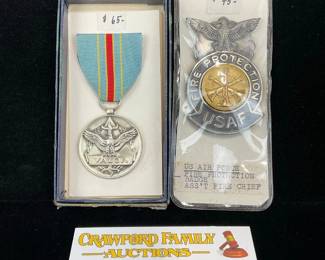 $ 65-
FIRE PROTECTION
USAF
US AIR FORCE
FIRE PROTECTION
BADGE
ASS'T FIRE CHIEF
CRAWFORD FAMILY
AUCTIONS